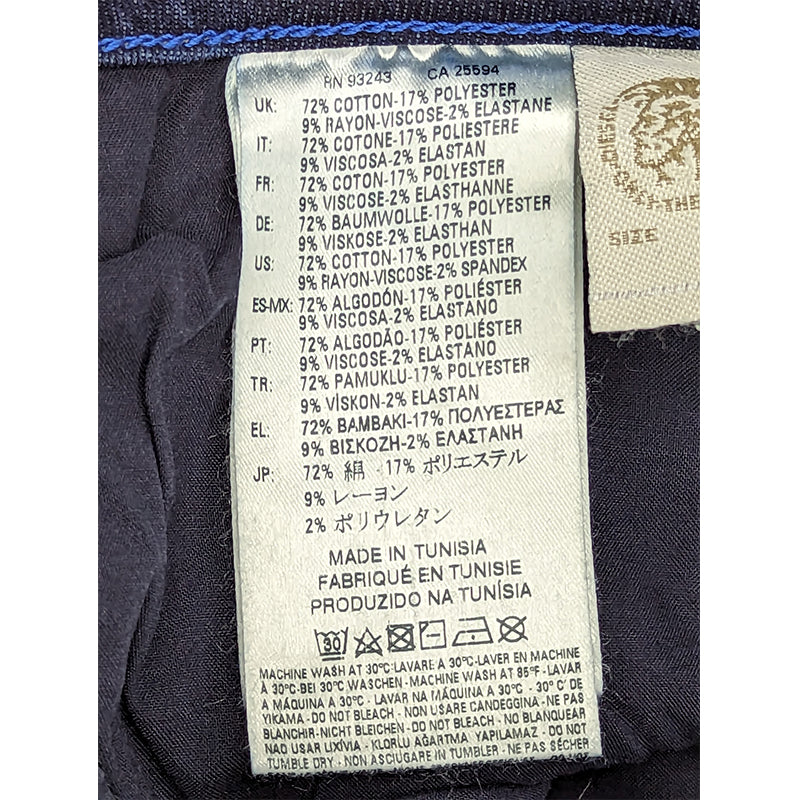 RN 93243 CA 25594
UK: 72% COTTON-17% POLYESTER
9% RAYON-VISCOSE-2% ELASTANE
IT: 72% COTONE-17% POLIESTERE
9% VISCOSA-2% ELASTAN
FR: 72% COTON-17% POLYESTER
9% VISCOSE-2% ELASTHANNE
DE: 72% BAUMWOLLE-17% POLYESTER
9% VISKOSE-2% ELASTHAN
US: 72% COTTON-17% POLYESTER
9% RAYON-VISCOSE-2% SPANDEX
ES-MX: 72% ALGODÓN-17% POLIÉSTER
9% VISCOSA-2% ELASTANO
PT: 72% ALGODÃO-17% POLIÉSTER
9% VISCOSE-2% ELASTANO
TR: 72% PAMUKLU-17% POLYESTER
9% VİSKON-2% ELASTAN
EL: 72% ΒΑΜΒΑΚΙ-17% ΠΟΛΥΕΣΤΕΡΑΣ
9% ΒΙΣΚΟΖΗ-2% ΕΛΑΣΤΑΝΗ
JP: 72% 綿 - 17% ポリエステル
9% レーヨン
2% ポリウレタン
MADE IN TUNISIA
FABRIQUÉ EN TUNISIE
PRODUZIDO NA TUNÍSIA
30
MACHINE WASH AT 30°C-LAVARE A 30°C-LAVER EN MACHINE
À 30°C-BEI 30°C WASCHEN- MACHINE WASH AT 85°F- LAVAR
A MÁQUINA A 30°C - LAVAR NA MÁQUINA A 30°C - 30°C' DE
YIKAMA - DO NOT BLEACH - NON USARE CANDEGGINA - NE PAS
BLANCHIR-NICHT BLEICHEN - DO NOT BLEACH - NO BLANQUEAR
NÃO USAR LIXÍVIA - KLORLU AĞARTMA YAPILAMAZ - DO NOT
TUMBLE DRY - NON ASCIUGARE IN TUMBLER - NE PAS SÉCHER
DIESEL
THE
SIZE